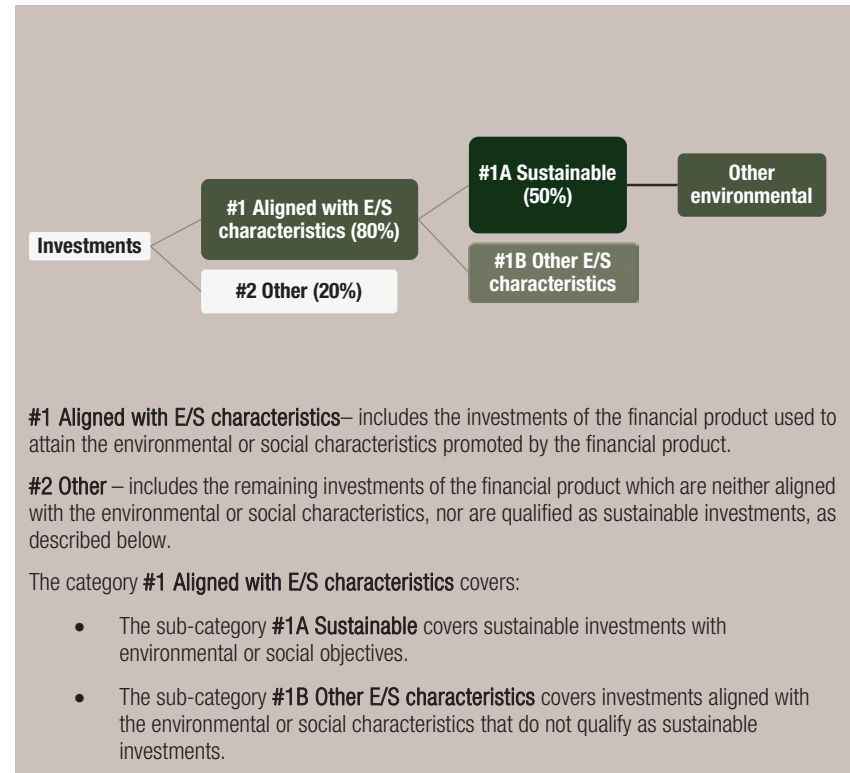 Investments
#1 Aligned with E/S
characteristics (80%)
#2 Other (20%)
#1A Sustainable
(50%)
#1B Other E/S
characteristics
Other
environmental
#1 Aligned with E/S characteristics– includes the investments of the financial product used to
attain the environmental or social characteristics promoted by the financial product.
#2 Other – includes the remaining investments of the financial product which are neither aligned
with the environmental or social characteristics, nor are qualified as sustainable investments, as
described below.
The category #1 Aligned with E/S characteristics covers:
• The sub-category #1A Sustainable covers sustainable investments with
environmental or social objectives.
• The sub-category #1B Other E/S characteristics covers investments aligned with
the environmental or social characteristics that do not qualify as sustainable
investments.